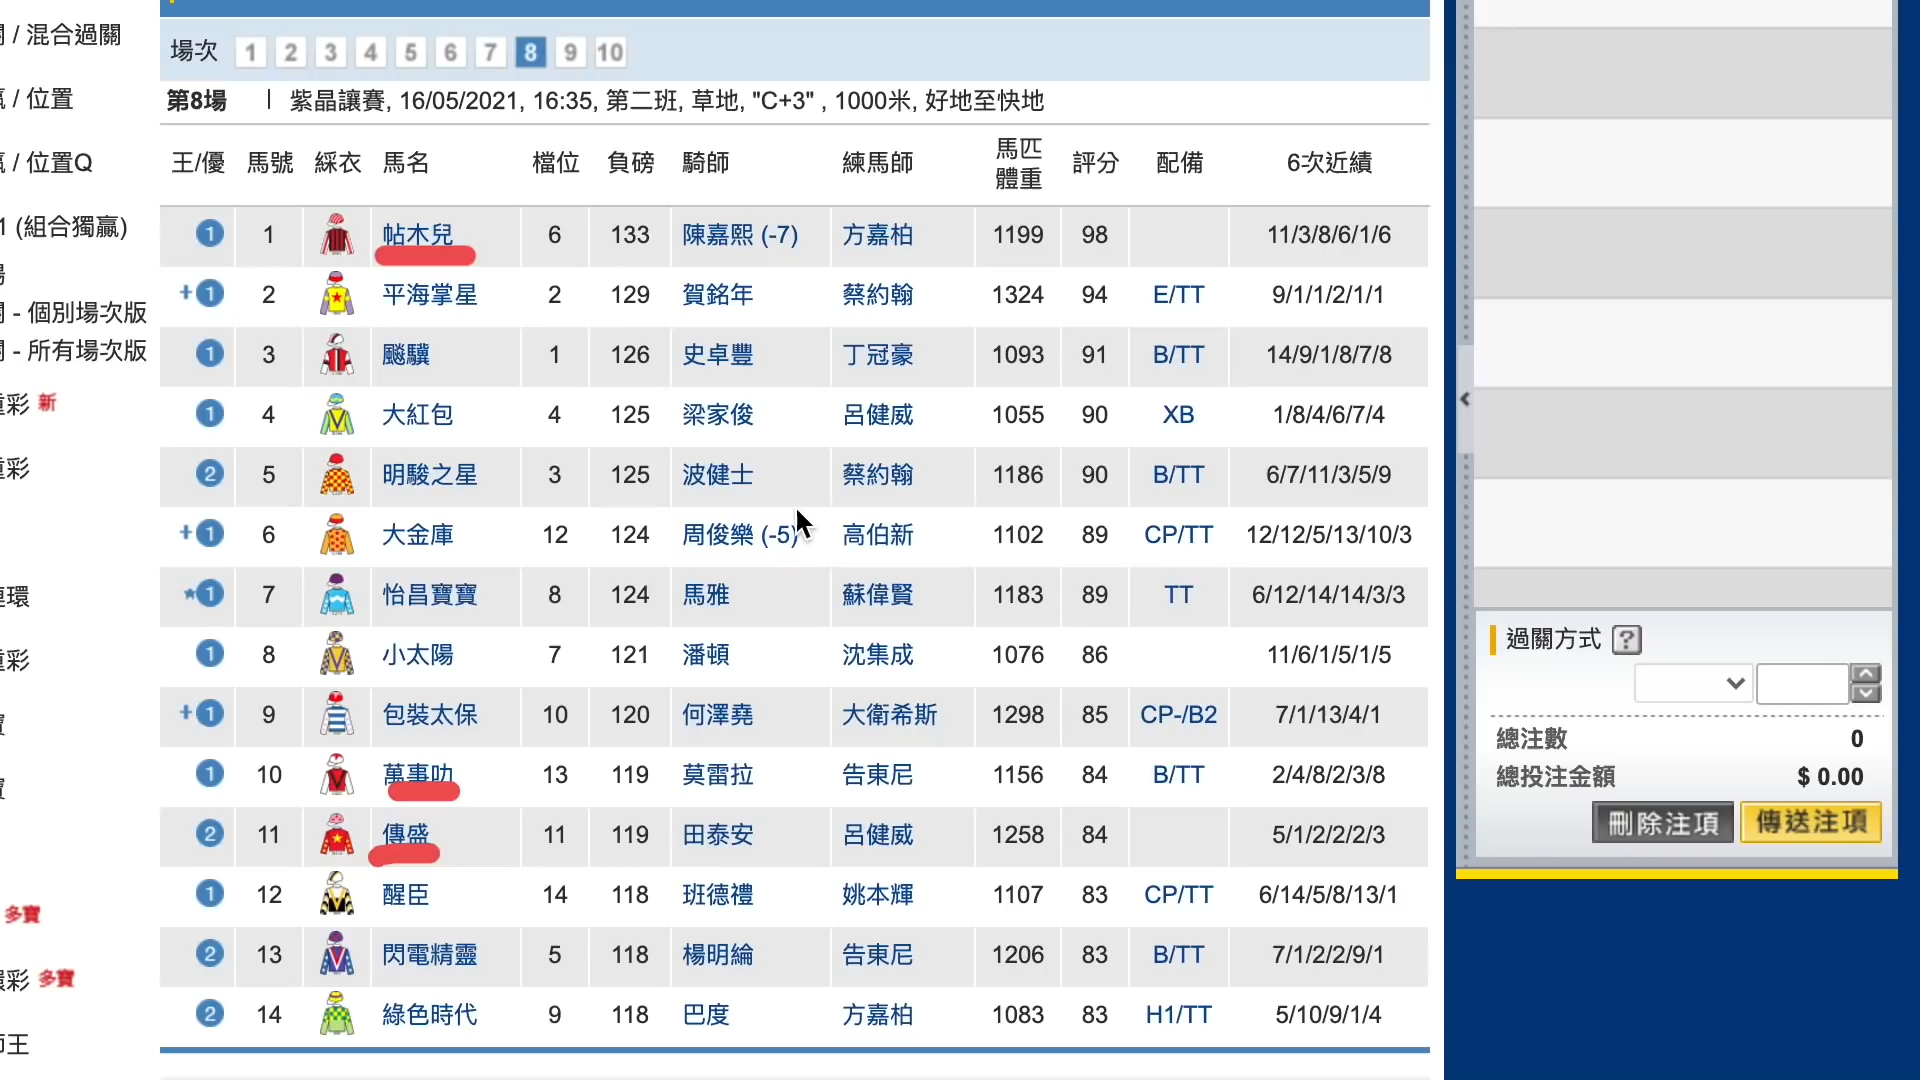 / 混合過關
場次 1 2 3 4 5 6 7 8 9 10
/ 位置
第8場 | 紫晶讓賽, 16/05/2021, 16:35, 第二班, 草地, "C+3" , 1000米, 好地至快地
/ 位置Q
王/優 馬號 綵衣 馬名 檔位 負磅 騎師 練馬師 馬匹體重 評分 配備 6次近績
1 (組合獨贏)
- 個別場次版
- 所有場次版
1 1 帖木兒 6 133 陳嘉熙 (-7) 方嘉柏 1199 98 11/3/8/6/1/6
+ 1 2 平海掌星 2 129 賀銘年 蔡約翰 1324 94 E/TT 9/1/1/2/1/1
1 3 飈驥 1 126 史卓豐 丁冠豪 1093 91 B/TT 14/9/1/8/7/8
彩 新
1 4 大紅包 4 125 梁家俊 呂健威 1055 90 XB 1/8/4/6/7/4
彩
2 5 明駿之星 3 125 波健士 蔡約翰 1186 90 B/TT 6/7/11/3/5/9
+ 1 6 大金庫 12 124 周俊樂 (-5) 高伯新 1102 89 CP/TT 12/12/5/13/10/3
環
1 7 怡昌寶寶 8 124 馬雅 蘇偉賢 1183 89 TT 6/12/14/14/3/3
彩
1 8 小太陽 7 121 潘頓 沈集成 1076 86 11/6/1/5/1/5
+ 1 9 包裝太保 10 120 何澤堯 大衛希斯 1298 85 CP-/B2 7/1/13/4/1
1 10 萬事叻 13 119 莫雷拉 告東尼 1156 84 B/TT 2/4/8/2/3/8
2 11 傳盛 11 119 田泰安 呂健威 1258 84 5/1/2/2/2/3
1 12 醒臣 14 118 班德禮 姚本輝 1107 83 CP/TT 6/14/5/8/13/1
多寶
2 13 閃電精靈 5 118 楊明綸 告東尼 1206 83 B/TT 7/1/2/2/9/1
彩 多寶
2 14 綠色時代 9 118 巴度 方嘉柏 1083 83 H1/TT 5/10/9/1/4
王
過關方式 ?
總注數 0
總投注金額 $ 0.00
刪除注項 傳送注項